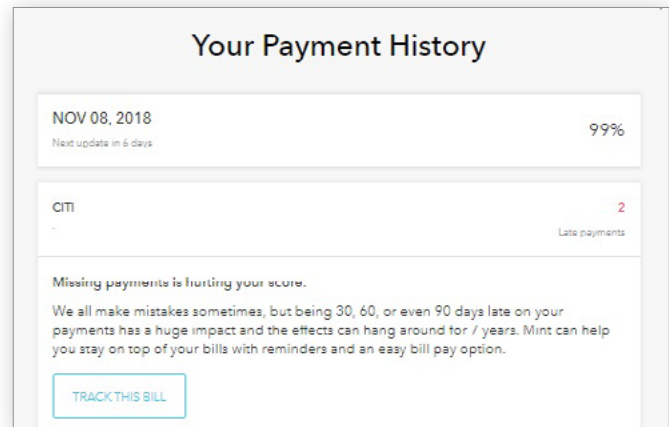 Your Payment History
NOV 08, 2018
99%
Next update in 6 days
CITI
2
Late payments
Missing payments is hurting your score.
We all make mistakes sometimes, but being 30, 60, or even 90 days late on your
payments has a huge impact and the effects can hang around for 7 years. Mint can help
you stay on top of your bills with reminders and an easy bill pay option.
TRACK THIS BILL